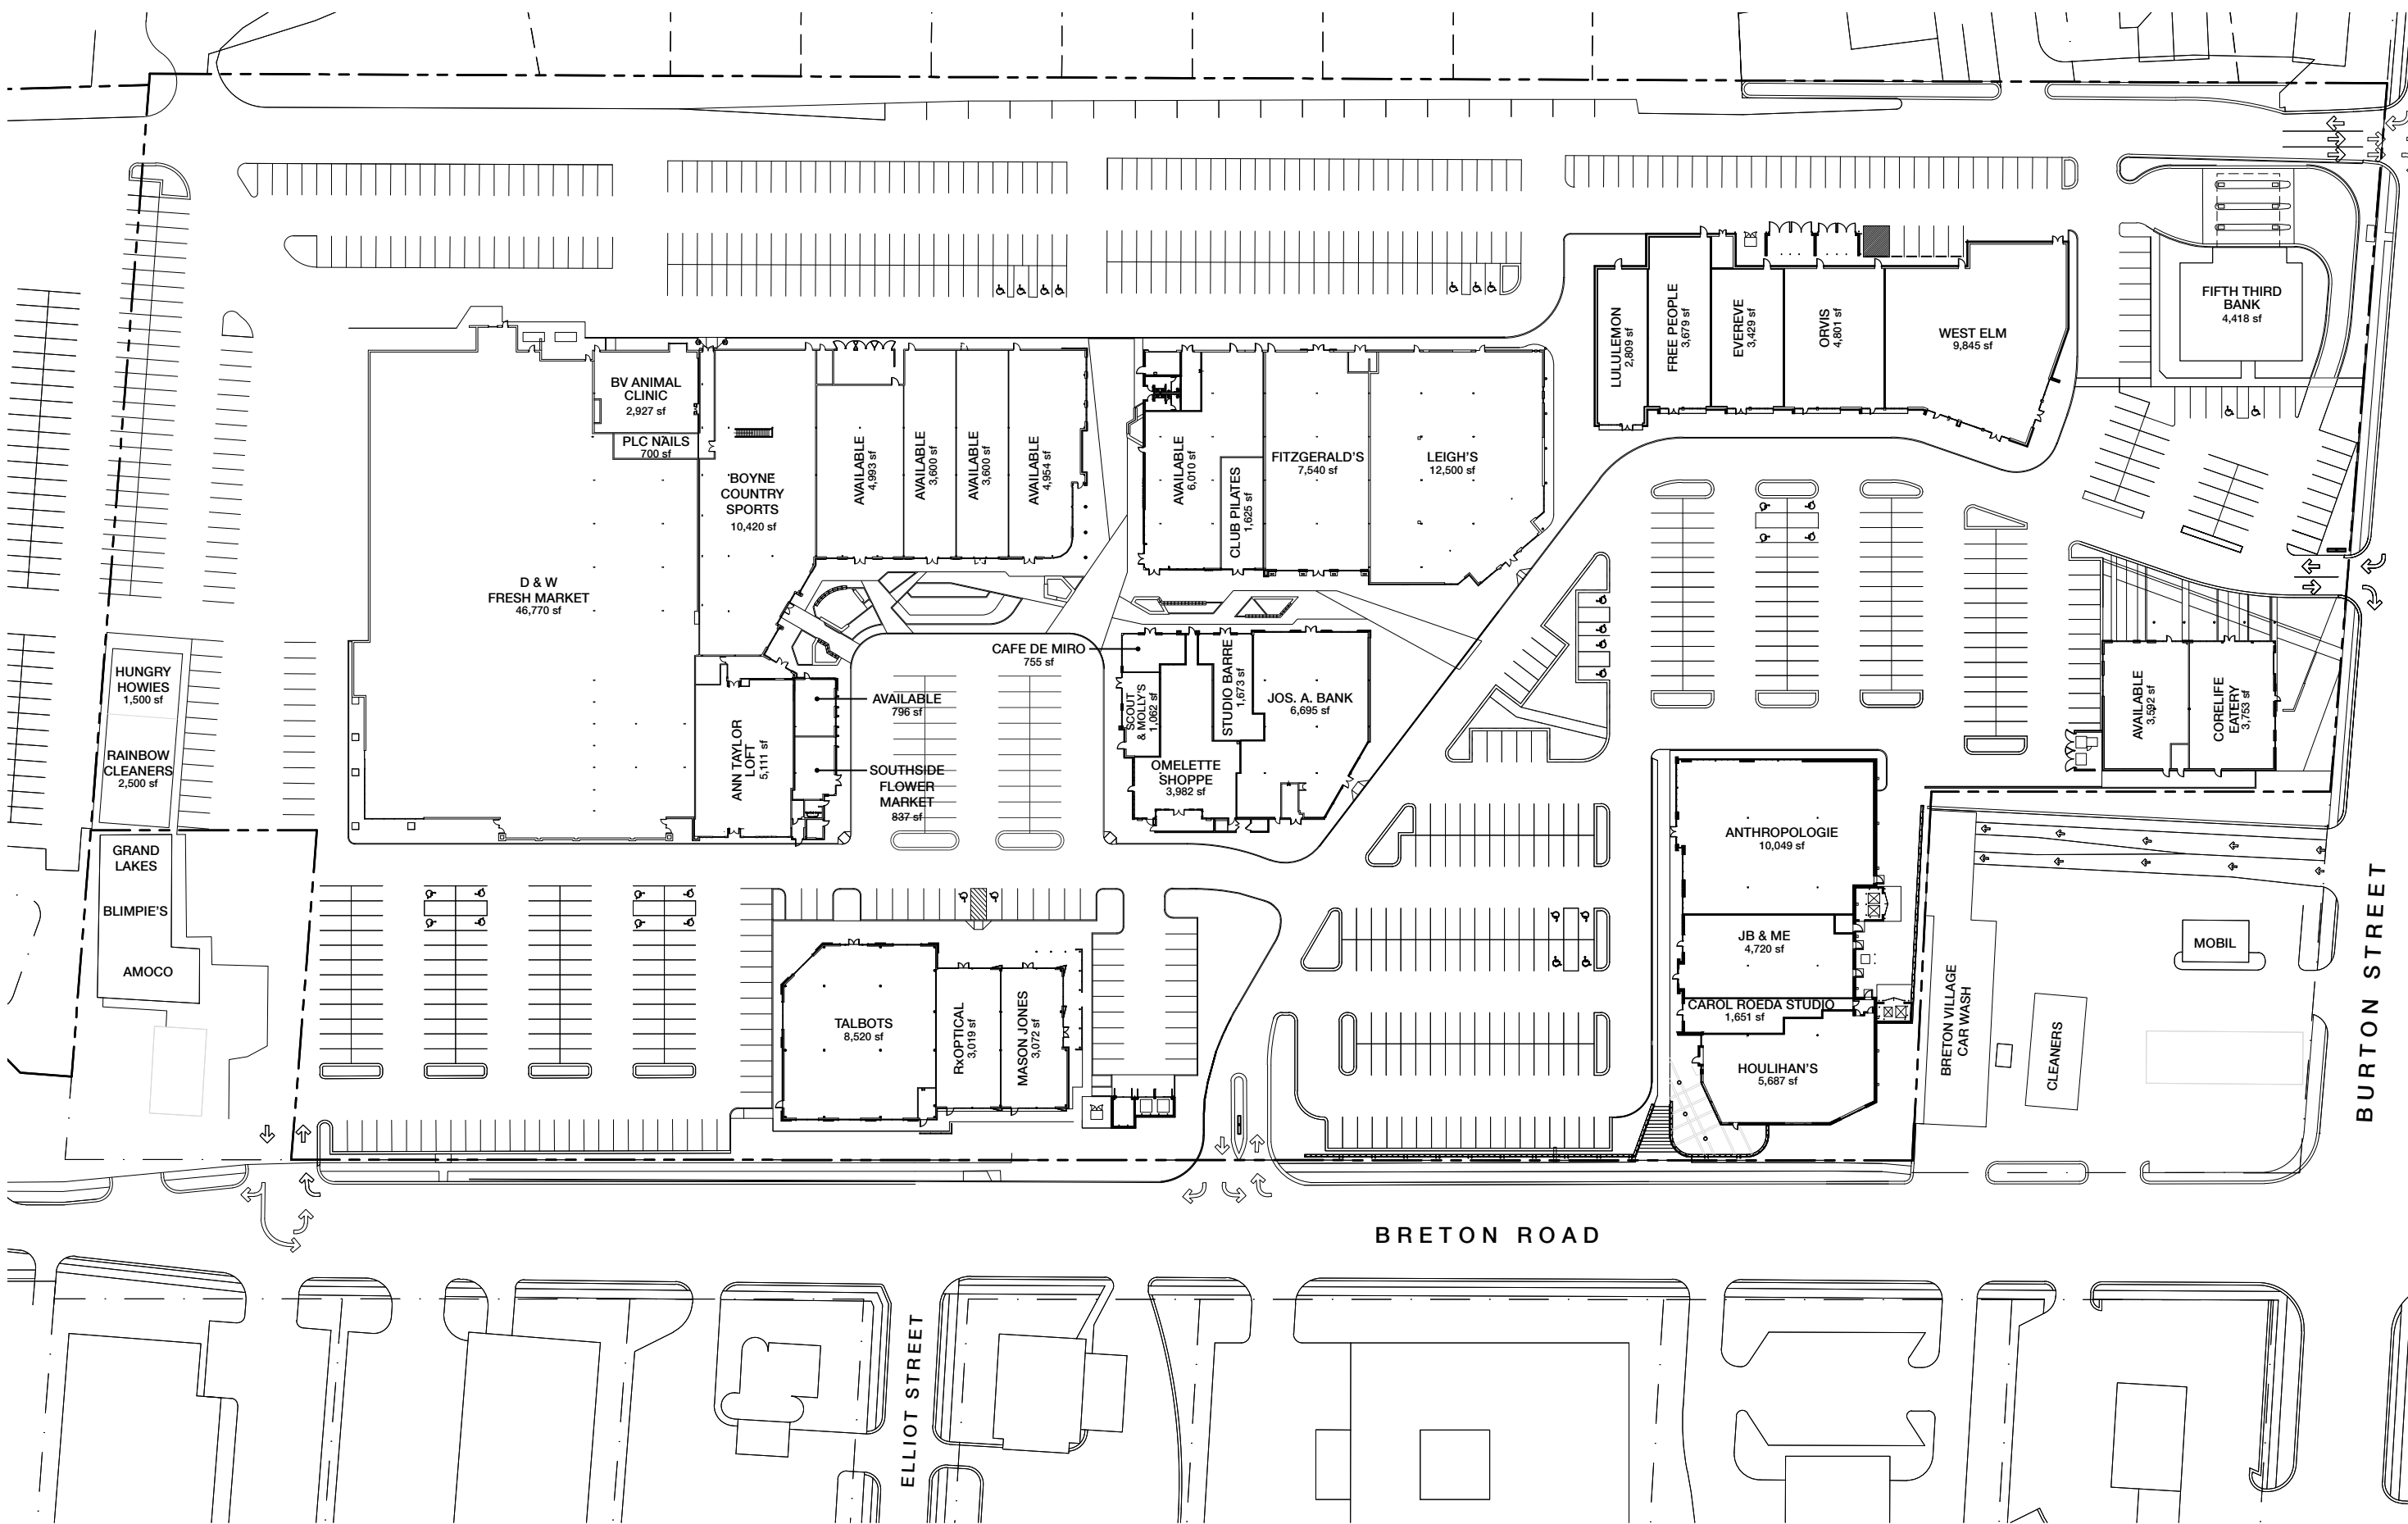 FIFTH THIRD
BANK
4,418 sf
LULULEMON
2,809 sf
FREE PEOPLE
3,679 sf
EVEREVE
3,429 sf
ORVIS
4,801 sf
WEST ELM
9,845 sf
BV ANIMAL
CLINIC
2,927 sf
PLC NAILS
700 sf
BOYNE
COUNTRY
SPORTS
10,420 sf
AVAILABLE
4,993 sf
AVAILABLE
3,600 sf
AVAILABLE
3,600 sf
AVAILABLE
4,954 sf
AVAILABLE
6,010 sf
CLUB PILATES
1,625 sf
FITZGERALD'S
7,540 sf
LEIGH'S
12,500 sf
D & W
FRESH MARKET
46,770 sf
HUNGRY
HOWIES
1,500 sf
RAINBOW
CLEANERS
2,500 sf
ANN TAYLOR
LOFT
5,111 sf
AVAILABLE
796 sf
SOUTHSIDE
FLOWER
MARKET
837 sf
CAFE DE MIRO
755 sf
SCOUT
& MOLLY'S
1,062 sf
STUDIO BARRE
1,673 sf
JOS. A. BANK
6,695 sf
OMELETTE
SHOPPE
3,982 sf
AVAILABLE
3,592 sf
CORELIFE
EATERY
3,753 sf
GRAND
LAKES
BLIMPIE'S
AMOCO
TALBOTS
8,520 sf
RxOPTICAL
3,019 sf
MASON JONES
3,0722 sf
ANTHROPOLOGIE
10,049 sf
JB & ME
4,720 sf
CAROL ROEDA STUDIO
1,651 sf
HOULIHAN'S
5,687 sf
BRETON VILLAGE
CAR WASH
CLEANERS
MOBIL
BURTON STREET
BRETON ROAD
ELLIOT STREET